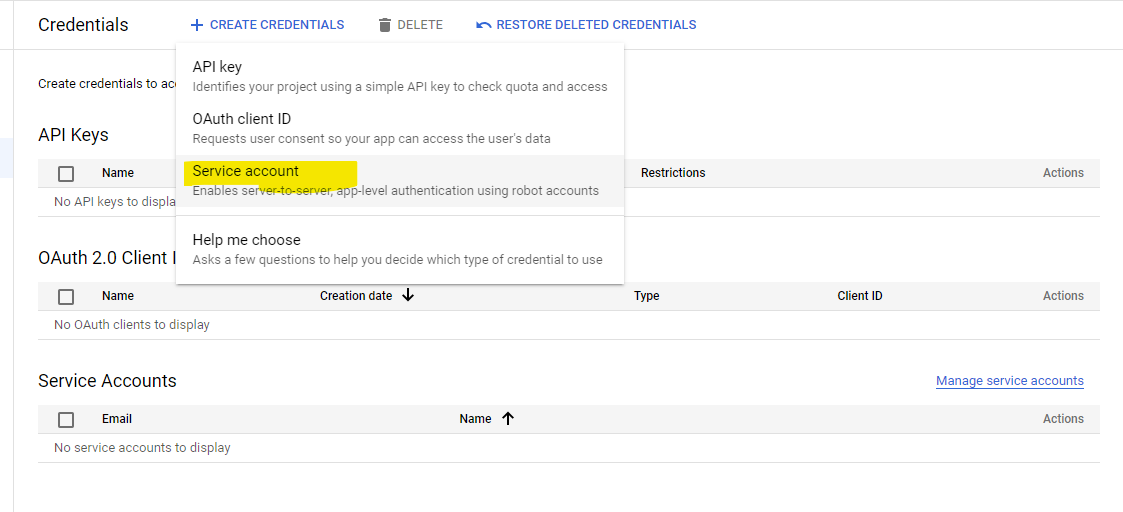 Credentials
CREATE CREDENTIALS
DELETE
RESTORE DELETED CREDENTIALS
Create credentials to
API key
Identifies your project using a simple API key to check quota and access
OAuth client ID
Requests user consent so your app can access the user's data
Service account
Enables server-to-server, app-level authentication using robot accounts
Help me choose
Asks a few questions to help you decide which type of credential to use
API Keys
Name Restrictions Actions
No API keys to
OAuth 2.0 Client
Name Creation date Type Client ID Actions
No OAuth clients to display
Service Accounts Manage service accounts
Email Name Actions
No service accounts to display